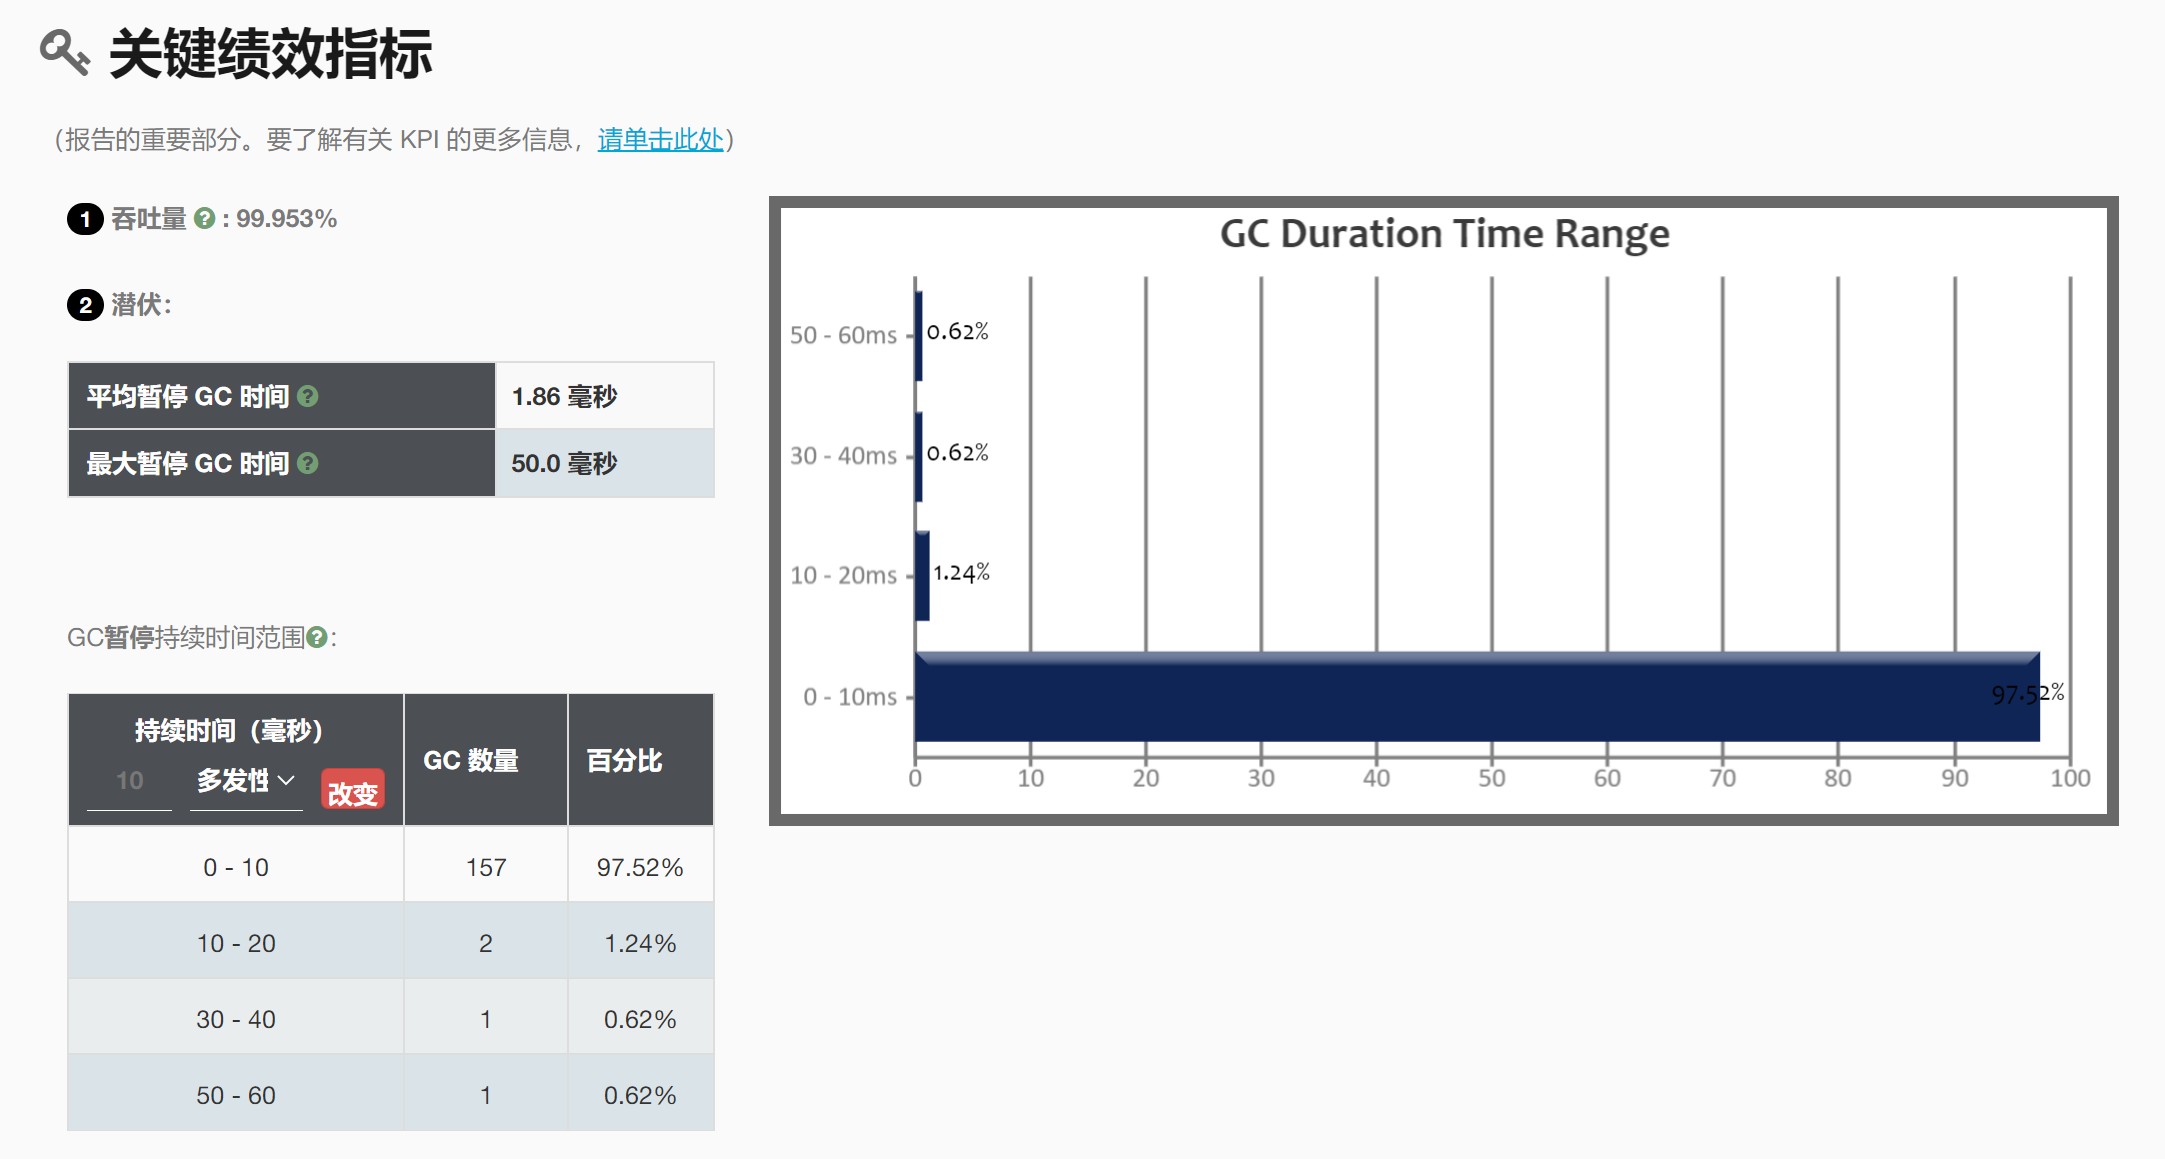 关键绩效指标
（报告的重要部分。要了解有关 KPI 的更多信息，请单击此处）
1 吞吐量 ? : 99.953%
2 潜伏：
平均暂停 GC 时间 ? 1.86 毫秒
最大暂停 GC 时间 ? 50.0 毫秒
GC暂停持续时间范围?：
持续时间（毫秒） GC 数量 百分比
10 多发性 改变
0 - 10 157 97.52%
10 - 20 2 1.24%
30 - 40 1 0.62%
50 - 60 1 0.62%
GC Duration Time Range
50 - 60ms 0.62%
30 - 40ms 0.62%
10 - 20ms 1.24%
0 - 10ms 97.52%
0 10 20 30 40 50 60 70 80 90 100